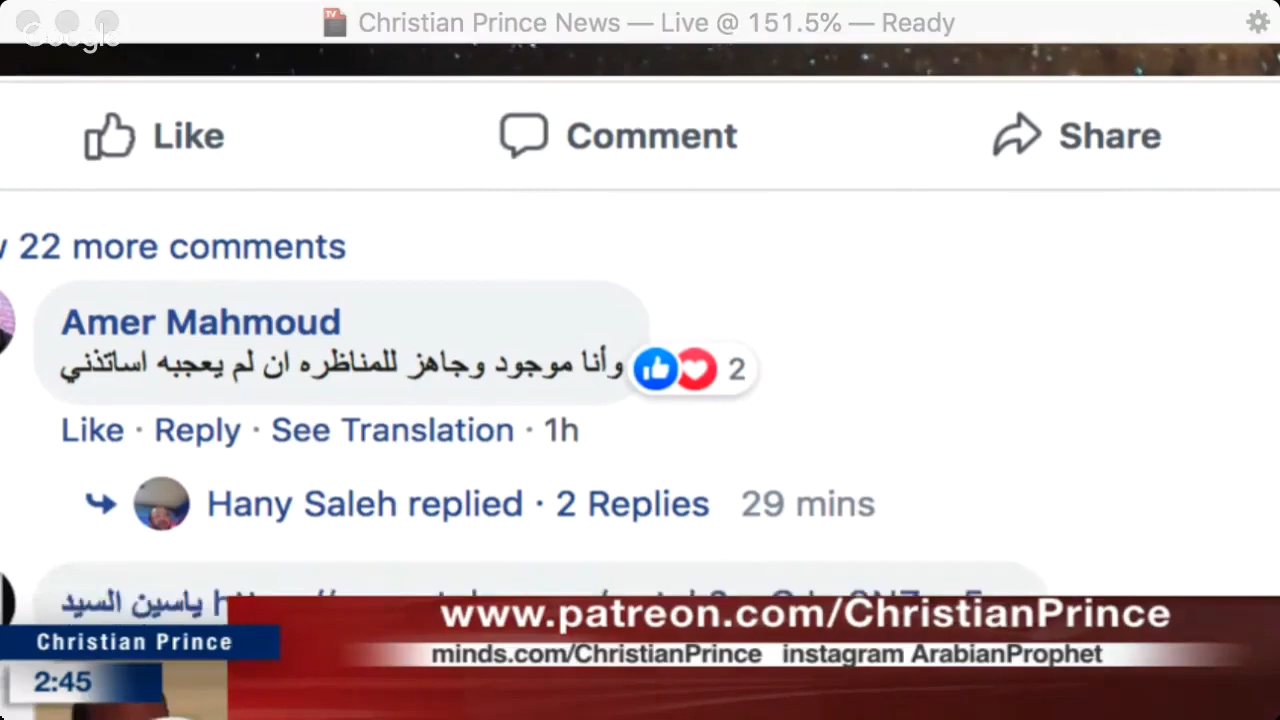 Christian Prince News — Live @ 151.5% — Ready
Google
Like Comment Share
22 more comments
Amer Mahmoud
وأنا موجود وجاهز للمناظره ان لم يعجبه اساتذني
2
Like · Reply · See Translation · 1h
Hany Saleh replied · 2 Replies 29 mins
ياسين السيد
www.patreon.com/ChristianPrince
Christian Prince
minds.com/ChristianPrince instagram ArabianProphet
2:45